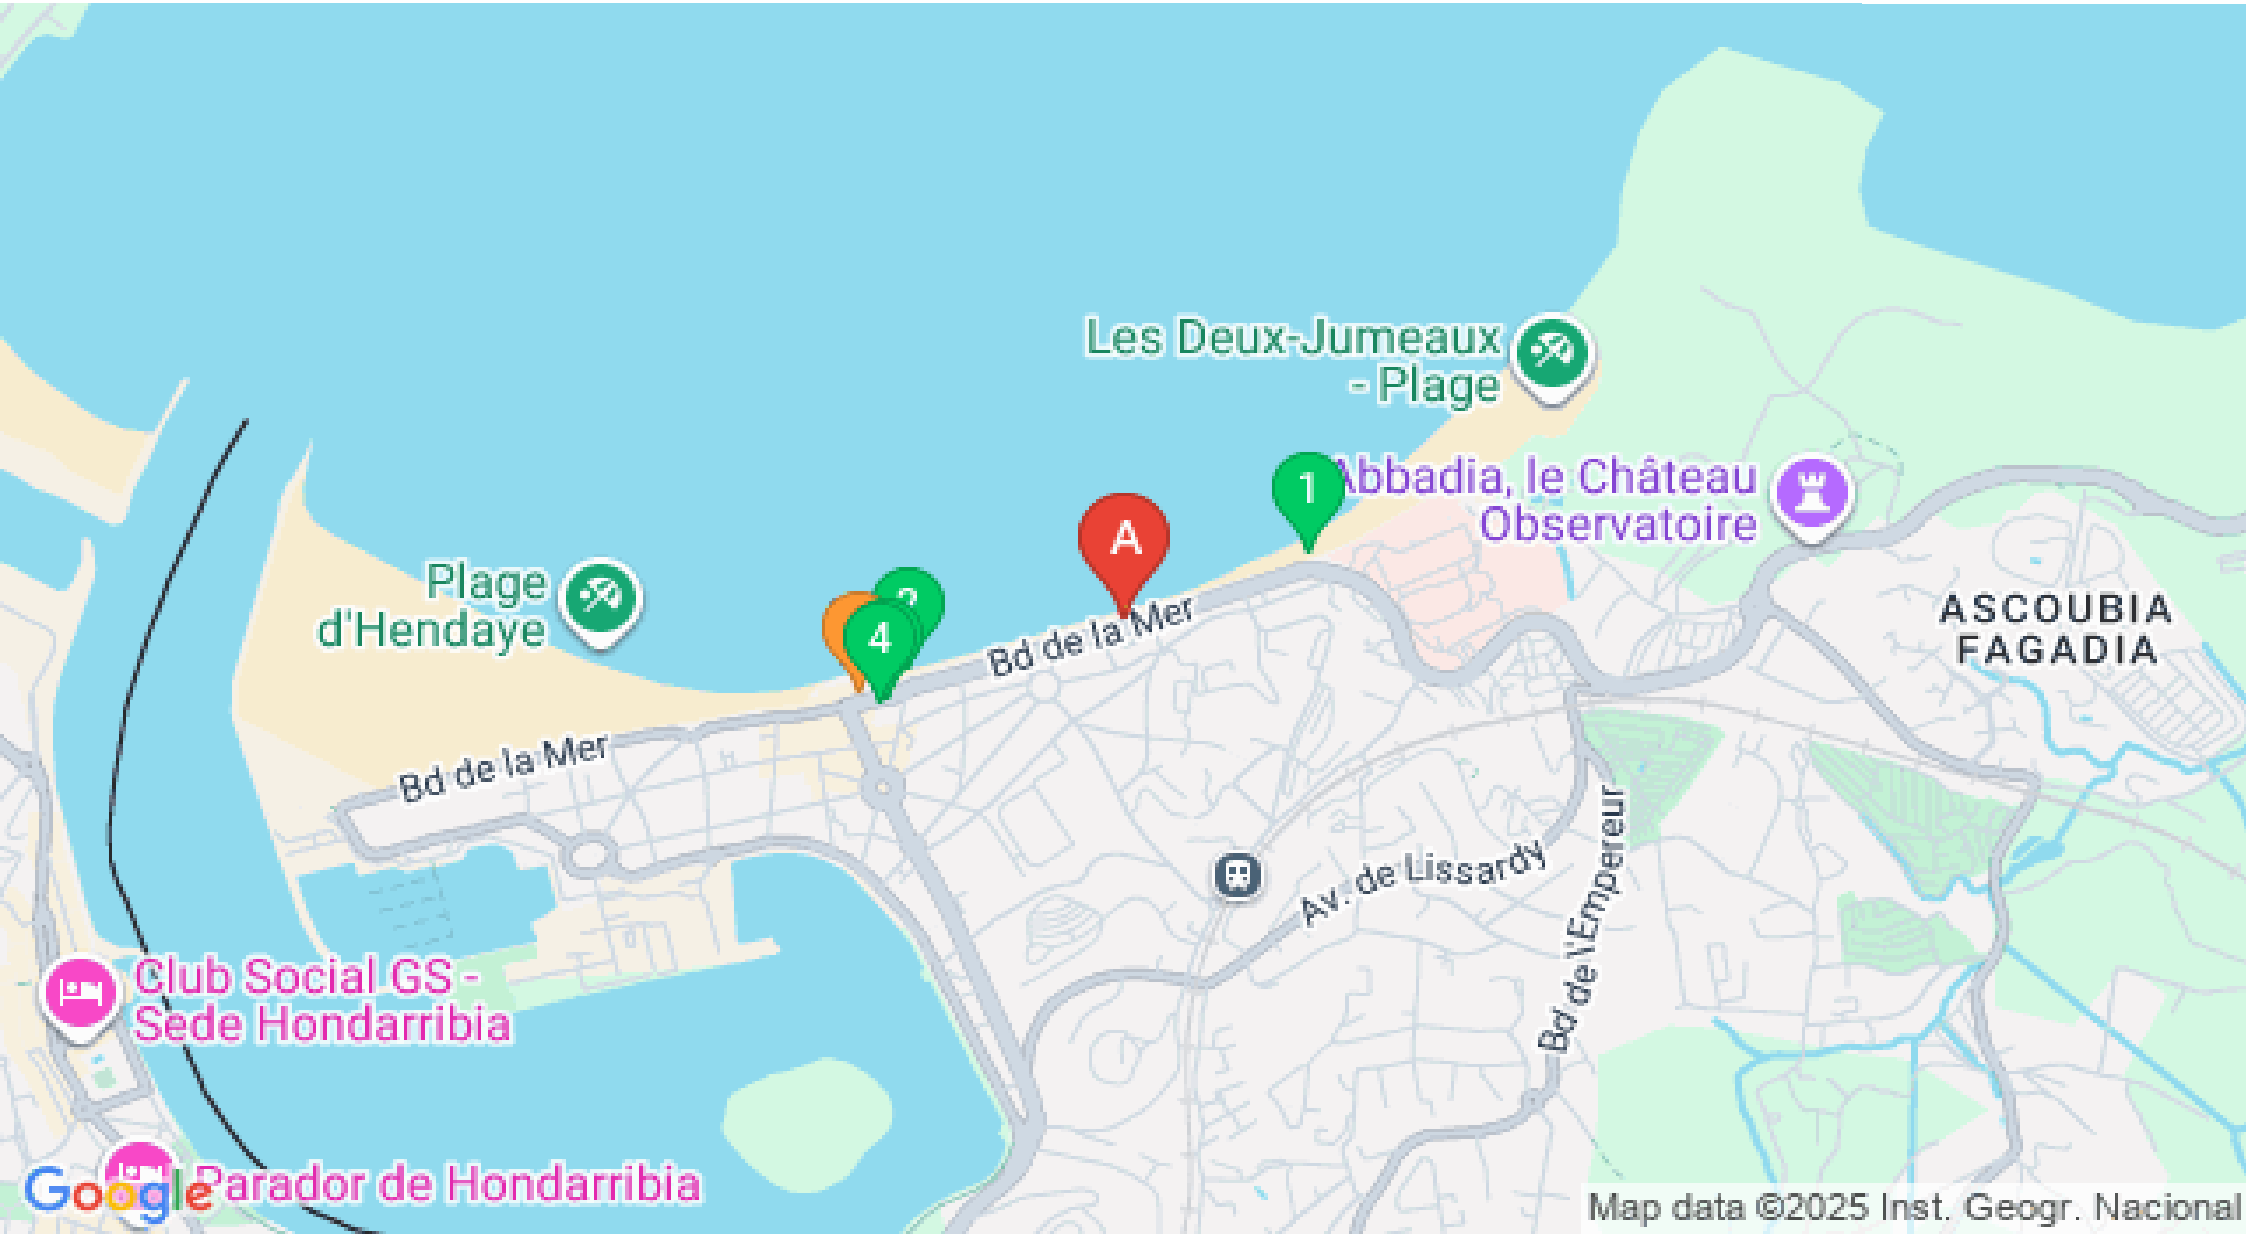 Les Deux-Jumeaux
- Plage
1
Abbadia, le Château
Observatoire
A
Plage
d'Hendaye
4
Bd de la Mer
ASCOUBIA
FAGADIA
Bd de la Mer
Bd de l'Empereur
Av. de Lissardy
Club Social GS -
Sede Hondarribia
Parador de Hondarribia
Google
Map data ©2025 Inst. Geogr. Nacional